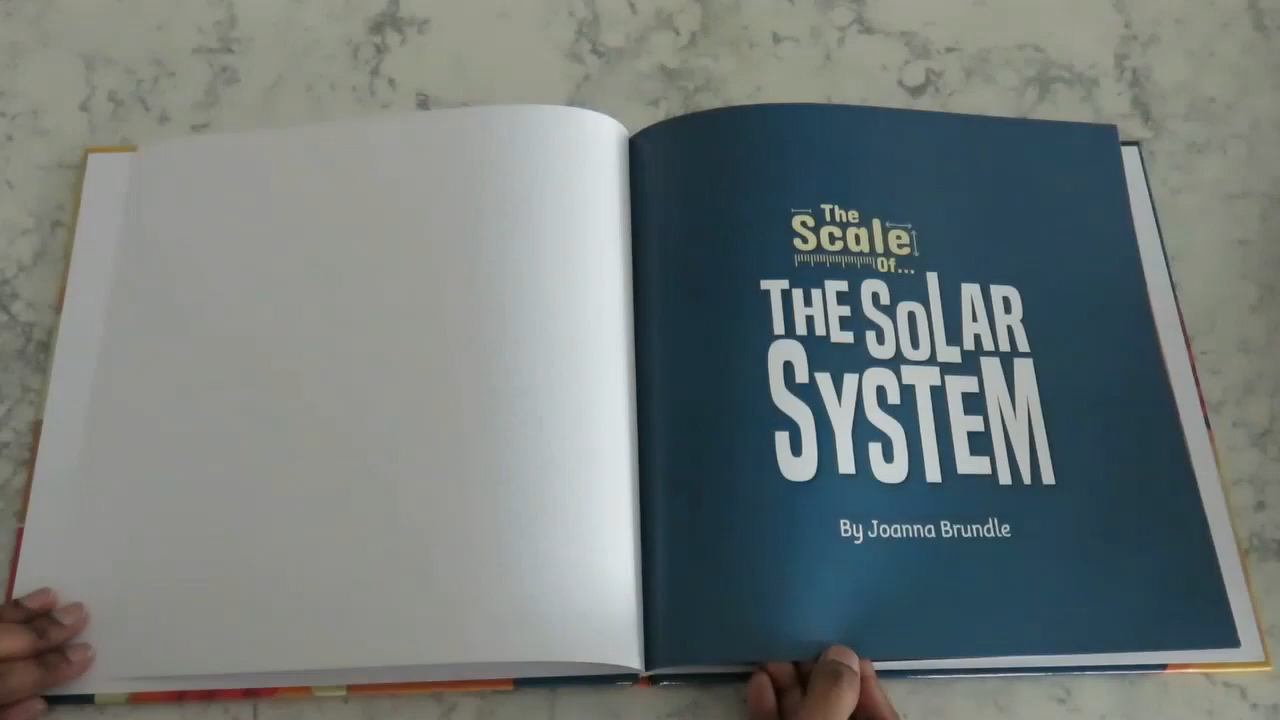 The
Scale
Of...
THE SOLAR
SYSTEM
By Joanna Brundle